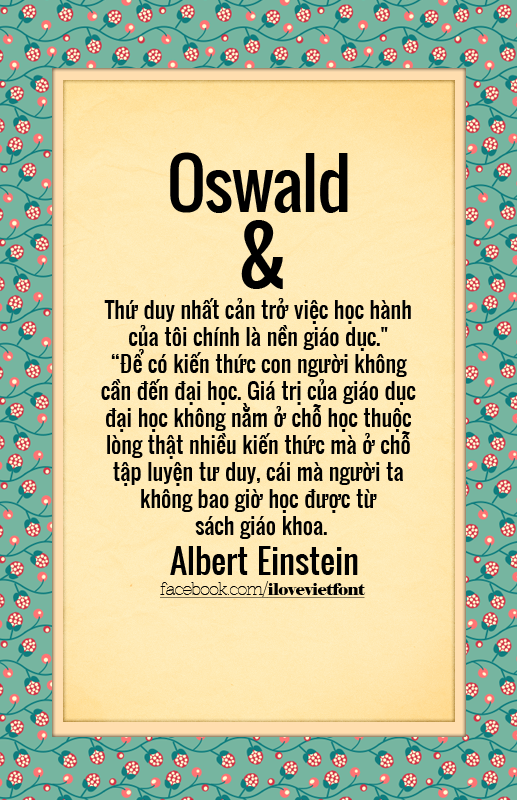 Oswald
&
Thứ duy nhất cản trở việc học hành
của tôi chính là nền giáo dục."
“Để có kiến thức con người không
cần đến đại học. Giá trị của giáo dục
đại học không nằm ở chỗ học thuộc
lòng thật nhiều kiến thức mà ở chỗ
tập luyện tư duy, cái mà người ta
không bao giờ học được từ
sách giáo khoa.
Albert Einstein
facebook.com/ilovevietfont